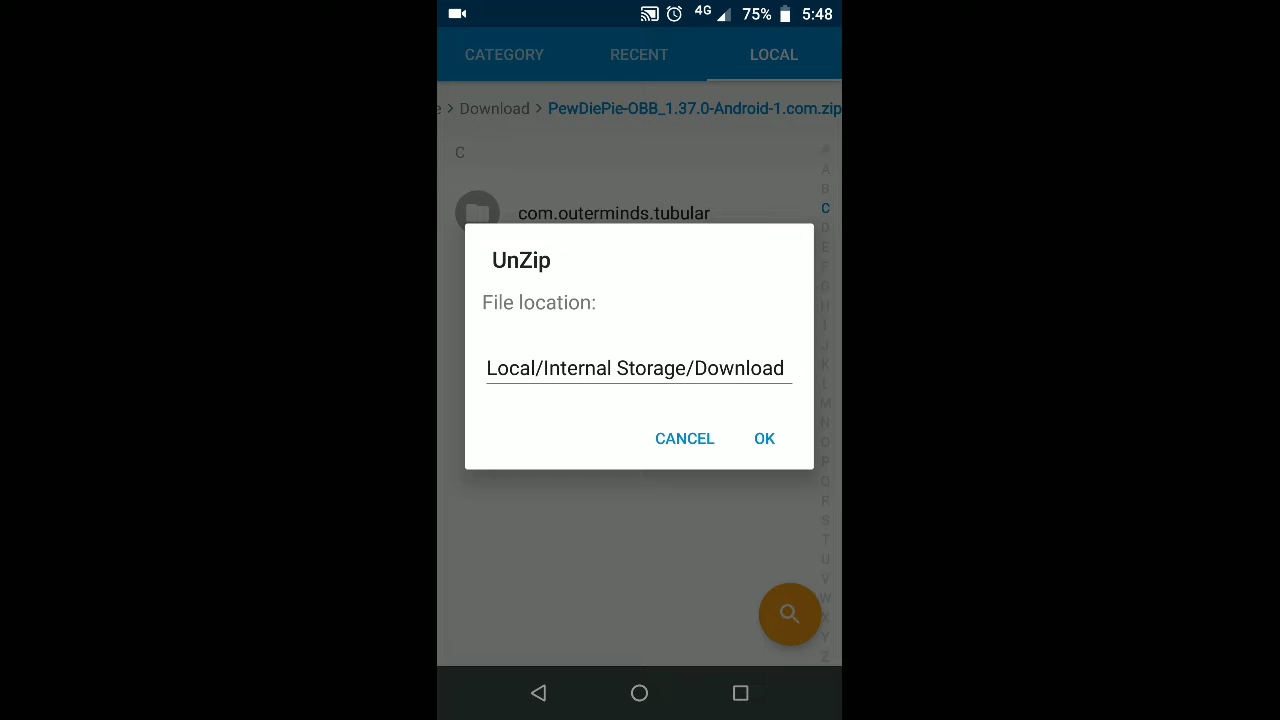 4G 75% 5:48
CATEGORY RECENT LOCAL
e > Download > PewDiePie-OBB_1.37.0-Android-1.com.zip
C
com.outerminds.tubular
UnZip
File location:
Local/Internal Storage/Download
CANCEL OK
#
A
B
C
D
E
F
G
H
I
J
K
L
M
N
O
P
Q
R
S
T
U
V
W
X
Y
Z